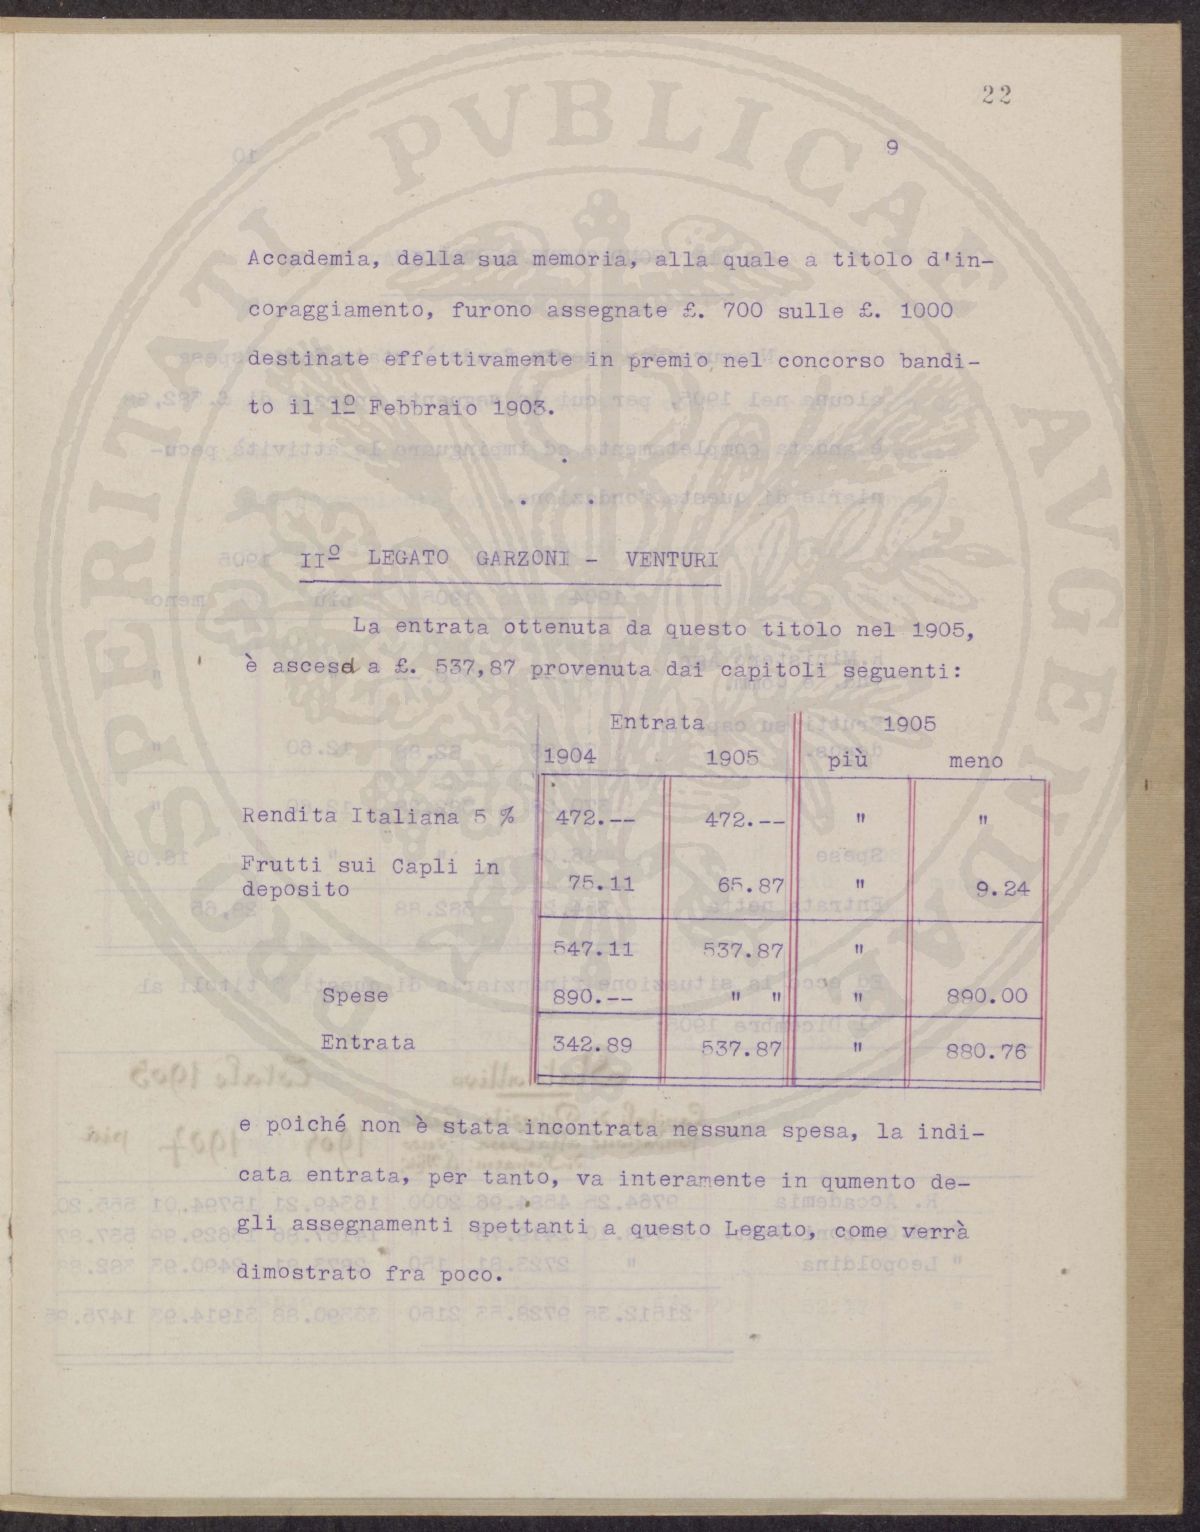 22
9
Accademia, della sua memoria, alla quale a titolo d'in-
coraggiamento, furono assegnate £. 700 sulle £. 1000
destinate effettivamente in premio nel concorso bandi-
to il 1º Febbraio 1903.
IIº LEGATO GARZONI - VENTURI
La entrata ottenuta da questo titolo nel 1905,
è ascesa a £. 537,87 provenuta dai capitoli seguenti:
Entrata 1905
1904 1905 più meno
Rendita Italiana 5 % 472.-- 472.-- " "
Frutti sui Capli in
deposito 75.11 65.87 " 9.24
547.11 537.87 "
Spese 890.-- " " " 890.00
Entrata 342.89 537.87 " 880.76
e poiché non è stata incontrata nessuna spesa, la indi-
cata entrata, per tanto, va interamente in qumento de-
gli assegnamenti spettanti a questo Legato, come verrà
dimostrato fra poco.
PROSPERITATI PVBLICAE AVGENDAE